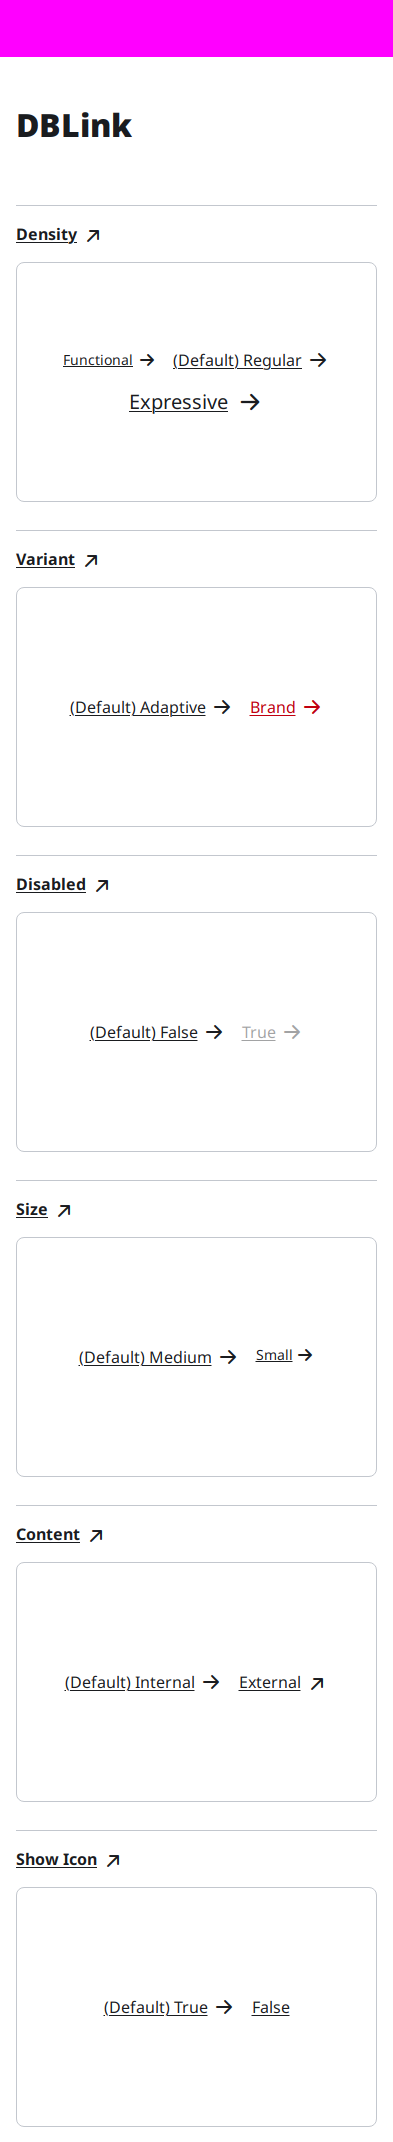 DBLink
Density
Functional (Default) Regular
Expressive
Variant
(Default) Adaptive Brand
Disabled
(Default) False True
Size
(Default) Medium Small
Content
(Default) Internal External
Show Icon
(Default) True False